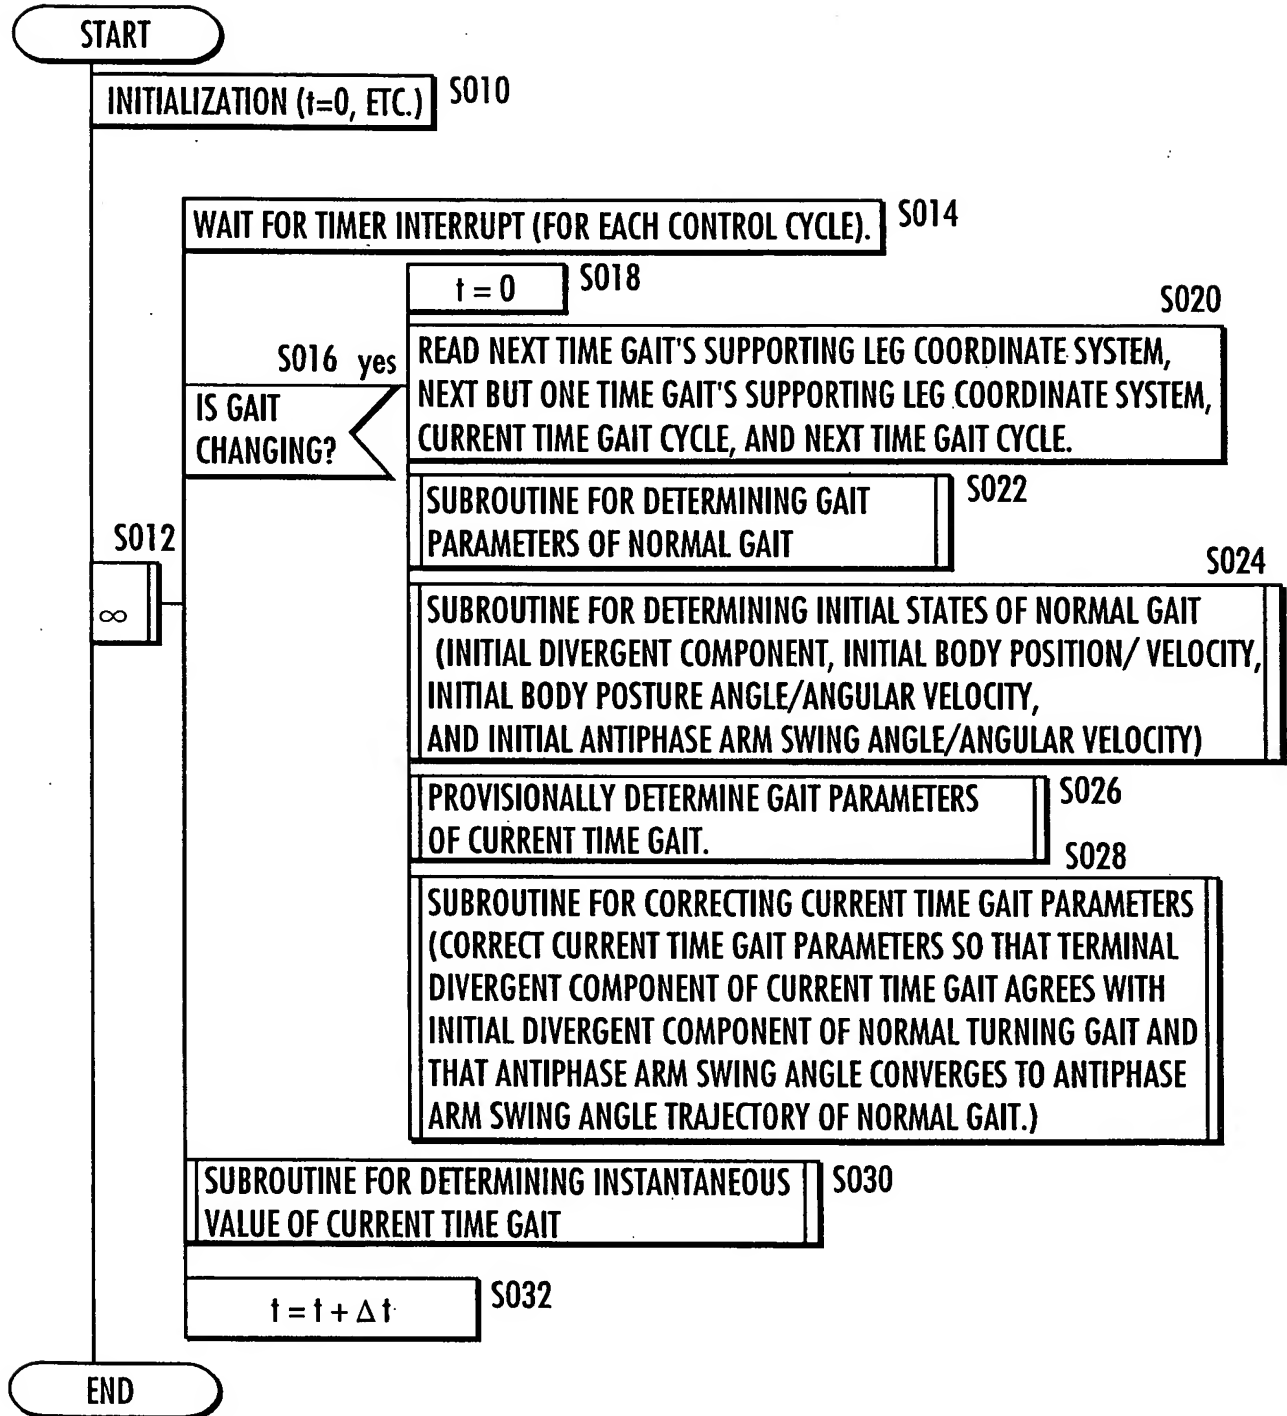 START
INITIALIZATION (t=0, ETC.)
S010
WAIT FOR TIMER INTERRUPT (FOR EACH CONTROL CYCLE).
S014
t = 0
S018
S020
S016 yes
READ NEXT TIME GAIT'S SUPPORTING LEG COORDINATE SYSTEM,
NEXT BUT ONE TIME GAIT'S SUPPORTING LEG COORDINATE SYSTEM,
CURRENT TIME GAIT CYCLE, AND NEXT TIME GAIT CYCLE.
IS GAIT
CHANGING?
SUBROUTINE FOR DETERMINING GAIT
PARAMETERS OF NORMAL GAIT
S022
S012
∞
S024
SUBROUTINE FOR DETERMINING INITIAL STATES OF NORMAL GAIT
(INITIAL DIVERGENT COMPONENT, INITIAL BODY POSITION/ VELOCITY,
INITIAL BODY POSTURE ANGLE/ANGULAR VELOCITY,
AND INITIAL ANTIPHASE ARM SWING ANGLE/ANGULAR VELOCITY)
PROVISIONALLY DETERMINE GAIT PARAMETERS
OF CURRENT TIME GAIT.
S026
S028
SUBROUTINE FOR CORRECTING CURRENT TIME GAIT PARAMETERS
(CORRECT CURRENT TIME GAIT PARAMETERS SO THAT TERMINAL
DIVERGENT COMPONENT OF CURRENT TIME GAIT AGREES WITH
INITIAL DIVERGENT COMPONENT OF NORMAL TURNING GAIT AND
THAT ANTIPHASE ARM SWING ANGLE CONVERGES TO ANTIPHASE
ARM SWING ANGLE TRAJECTORY OF NORMAL GAIT.)
SUBROUTINE FOR DETERMINING INSTANTANEOUS
VALUE OF CURRENT TIME GAIT
S030
t = t + Δ t
S032
END